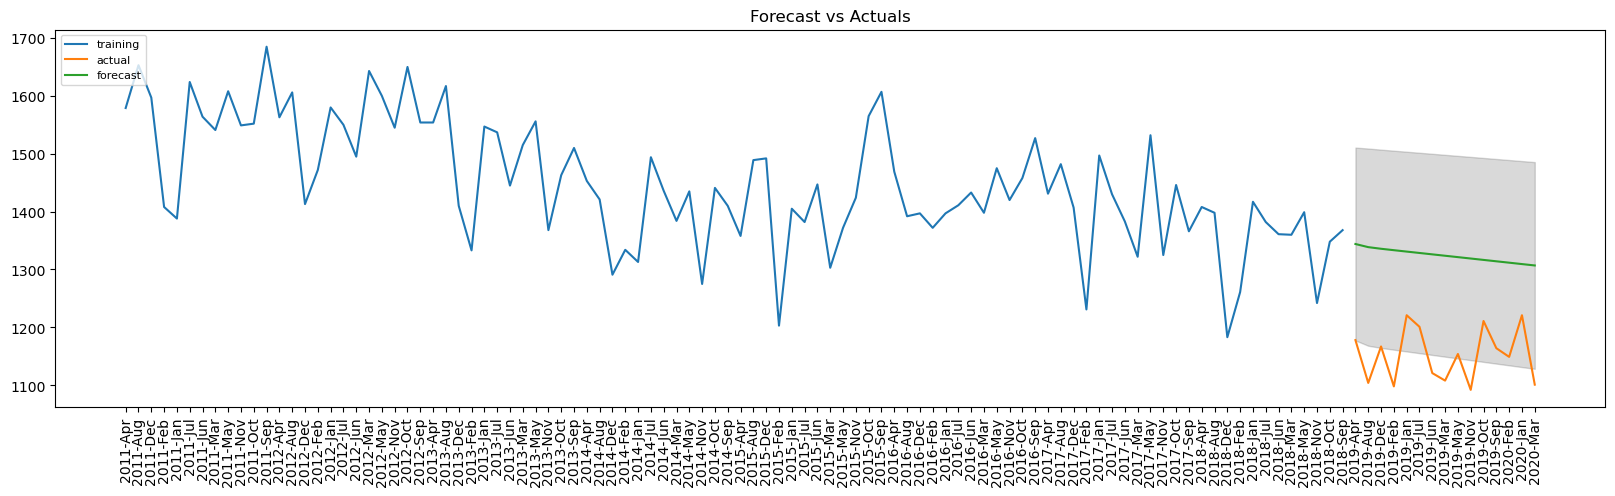 Forecast vs Actuals
training
actual
forecast
1700
1600
1500
1400
1300
1200
1100
2011-Apr
2011-Aug
2011-Dec
2011-Feb
2011-Jan
2011-Jul
2011-Jun
2011-Mar
2011-May
2011-Nov
2011-Oct
2011-Sep
2012-Apr
2012-Aug
2012-Dec
2012-Feb
2012-Jan
2012-Jul
2012-Jun
2012-Mar
2012-May
2012-Nov
2012-Oct
2012-Sep
2013-Apr
2013-Aug
2013-Dec
2013-Feb
2013-Jan
2013-Jul
2013-Jun
2013-Mar
2013-May
2013-Nov
2013-Oct
2013-Sep
2014-Apr
2014-Aug
2014-Dec
2014-Feb
2014-Jan
2014-Jul
2014-Jun
2014-Mar
2014-May
2014-Nov
2014-Oct
2014-Sep
2015-Apr
2015-Aug
2015-Dec
2015-Feb
2015-Jan
2015-Jul
2015-Jun
2015-Mar
2015-May
2015-Nov
2015-Oct
2015-Sep
2016-Apr
2016-Aug
2016-Dec
2016-Feb
2016-Jan
2016-Jul
2016-Jun
2016-Mar
2016-May
2016-Nov
2016-Oct
2016-Sep
2017-Apr
2017-Aug
2017-Dec
2017-Feb
2017-Jan
2017-Jul
2017-Jun
2017-Mar
2017-May
2017-Nov
2017-Oct
2017-Sep
2018-Apr
2018-Aug
2018-Dec
2018-Feb
2018-Jan
2018-Jul
2018-Jun
2018-Mar
2018-May
2018-Nov
2018-Oct
2018-Sep
2019-Apr
2019-Aug
2019-Dec
2019-Feb
2019-Jan
2019-Jul
2019-Jun
2019-Mar
2019-May
2019-Nov
2019-Oct
2019-Sep
2020-Feb
2020-Jan
2020-Mar